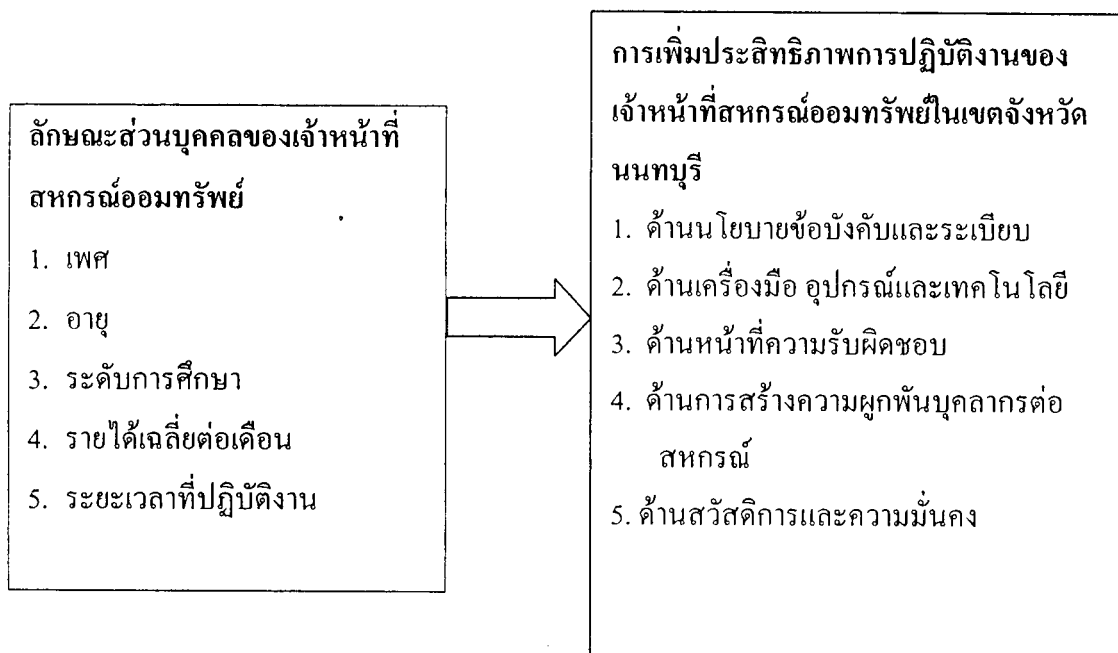 ลักษณะส่วนบุคคลของเจ้าหน้าที่
สหกรณ์ออมทรัพย์
1. เพศ
2. อายุ
3. ระดับการศึกษา
4. รายได้เฉลี่ยต่อเดือน
5. ระยะเวลาที่ปฏิบัติงาน
การเพิ่มประสิทธิภาพการปฏิบัติงานของ
เจ้าหน้าที่สหกรณ์ออมทรัพย์ในเขตจังหวัด
นนทบุรี
1. ด้านนโยบายข้อบังคับและระเบียบ
2. ด้านเครื่องมือ อุปกรณ์และเทคโนโลยี
3. ด้านหน้าที่ความรับผิดชอบ
4. ด้านการสร้างความผูกพันบุคลากรต่อ
สหกรณ์
5. ด้านสวัสดิการและความมั่นคง